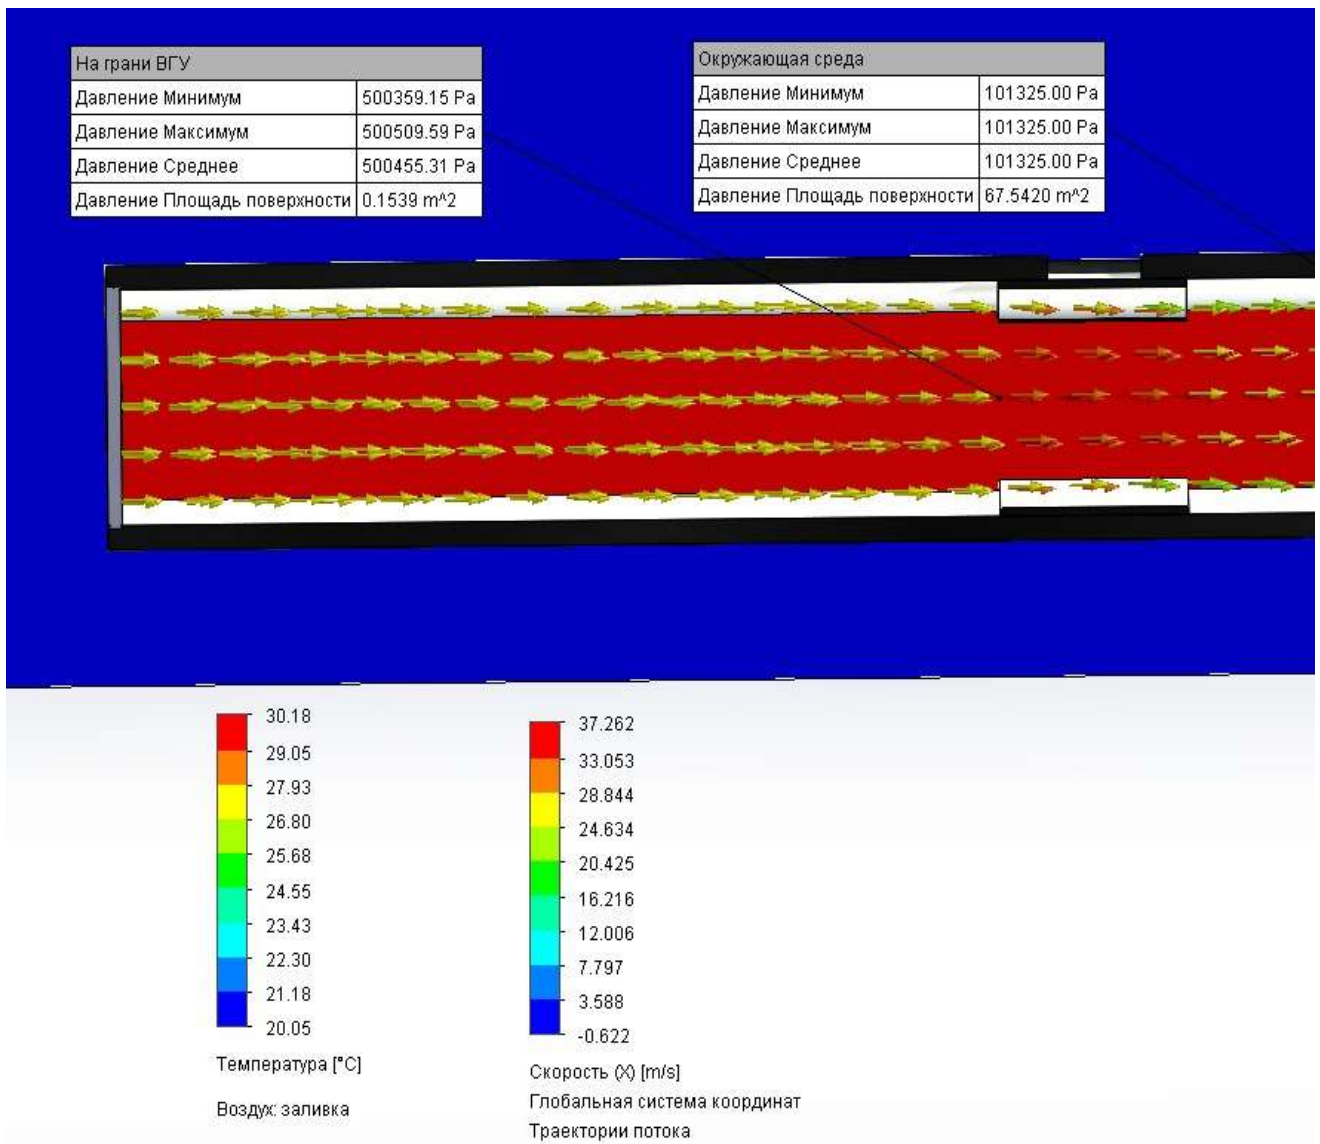 На грани ВГУ
Давление Минимум 500359.15 Pa
Давление Максимум 500509.59 Pa
Давление Среднее 500455.31 Pa
Давление Площадь поверхности 0.1539 m^2
Окружающая среда
Давление Минимум 101325.00 Pa
Давление Максимум 101325.00 Pa
Давление Среднее 101325.00 Pa
Давление Площадь поверхности 67.5420 m^2
30.18
29.05
27.93
26.80
25.68
24.55
23.43
22.30
21.18
20.05
Температура [°C]
Воздух: заливка
37.262
33.053
28.844
24.634
20.425
16.216
12.006
7.797
3.588
-0.622
Скорость (X) [m/s]
Глобальная система координат
Траектории потока